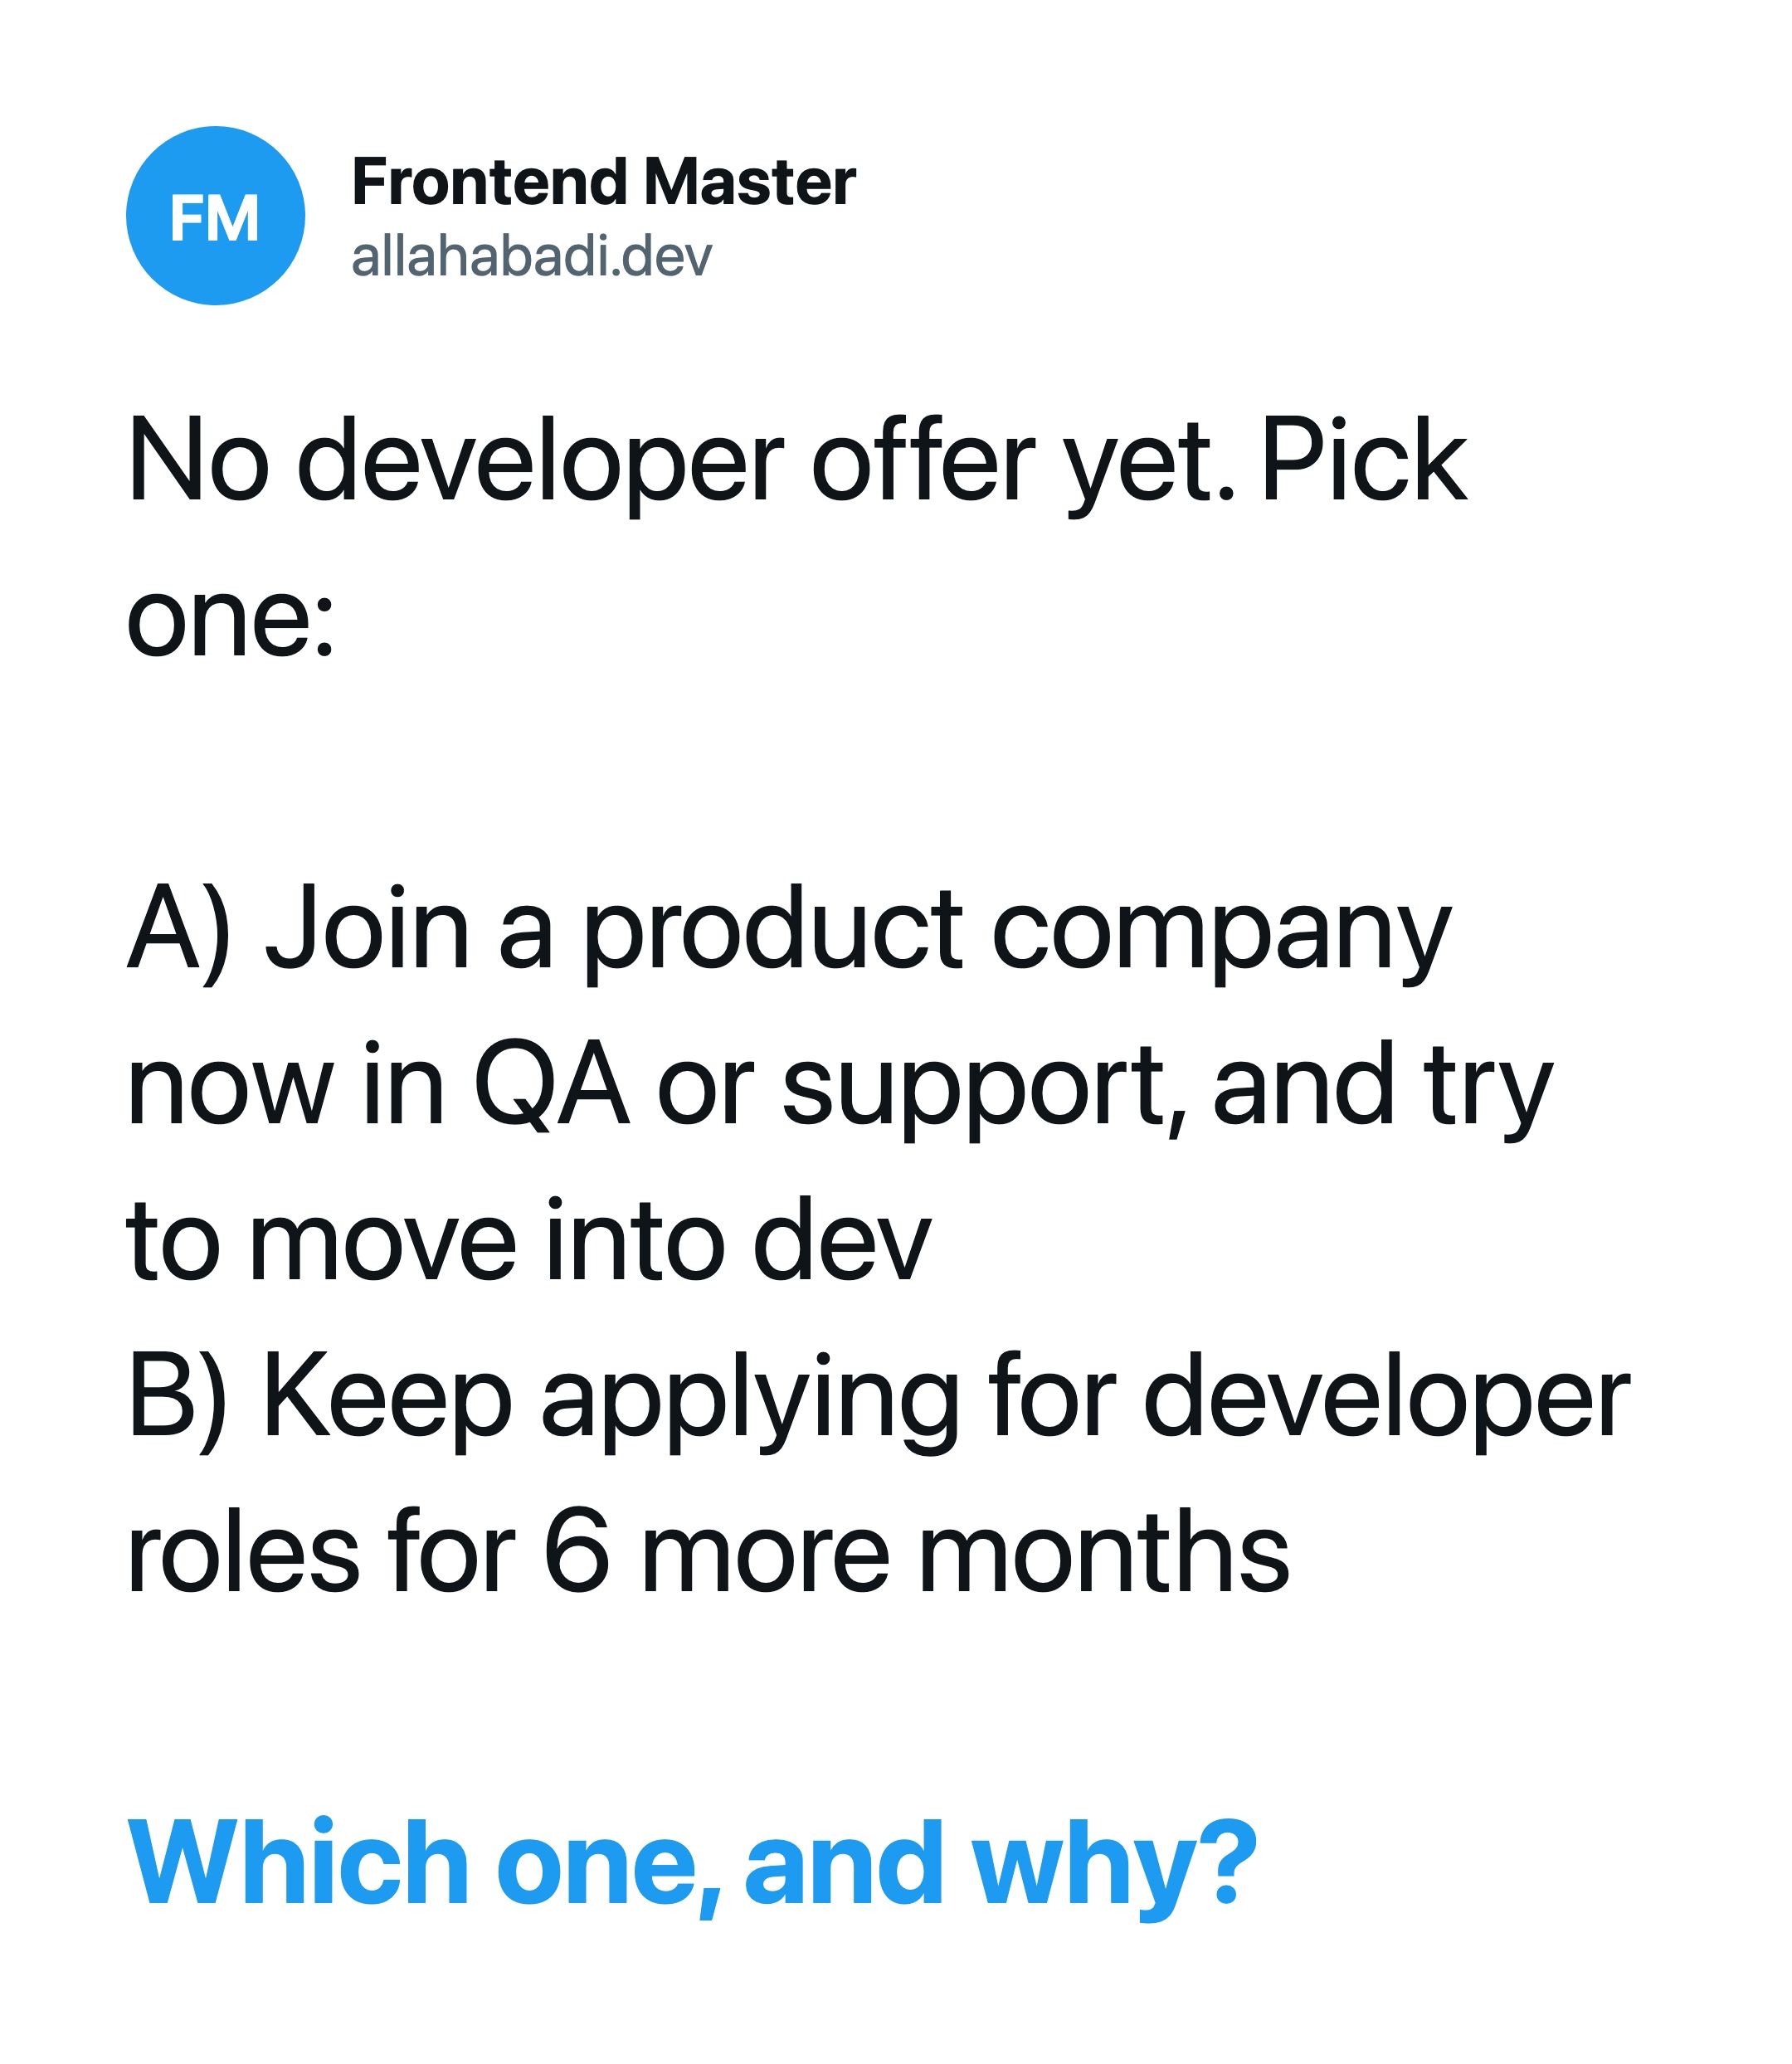 FM
Frontend Master
allahabadi.dev
No developer offer yet. Pick
one:
A) Join a product company
now in QA or support, and try
to move into dev
B) Keep applying for developer
roles for 6 more months
Which one, and why?